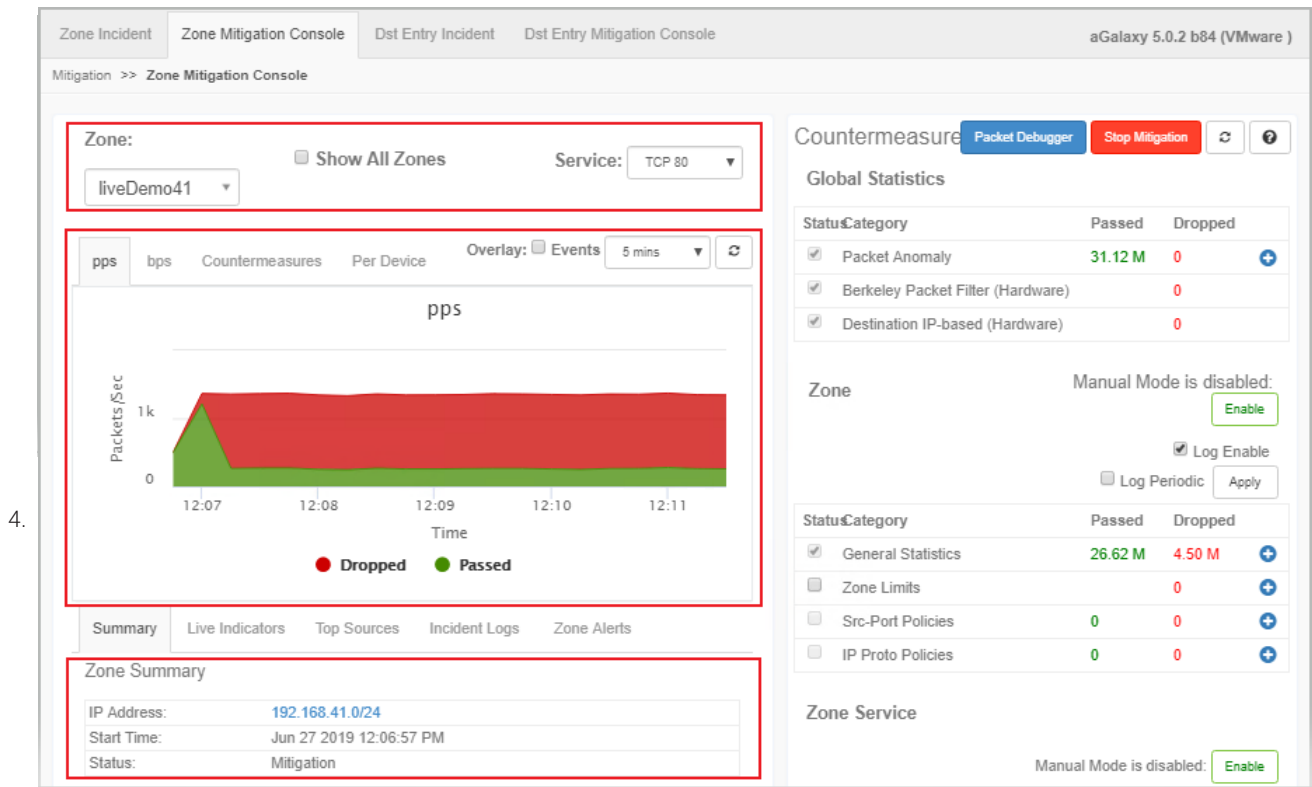 Zone Incident Zone Mitigation Console Dst Entry Incident Dst Entry Mitigation Console aGalaxy 5.0.2 b84 (VMware )
Mitigation >> Zone Mitigation Console
Zone:
Show All Zones Service: TCP 80
liveDemo41
pps bps Countermeasures Per Device Overlay: Events 5 mins
pps
Packets/Sec
1k
0
12:07 12:08 12:09 12:10 12:11
Time
Dropped Passed
4.
Summary Live Indicators Top Sources Incident Logs Zone Alerts
Zone Summary
IP Address: 192.168.41.0/24
Start Time: Jun 27 2019 12:06:57 PM
Status: Mitigation
Countermeasure Packet Debugger Stop Mitigation
Global Statistics
Status Category Passed Dropped
Packet Anomaly 31.12 M 0
Berkeley Packet Filter (Hardware) 0
Destination IP-based (Hardware) 0
Zone
Manual Mode is disabled:
Enable
Log Enable
Log Periodic Apply
Status Category Passed Dropped
General Statistics 26.62 M 4.50 M
Zone Limits 0
Src-Port Policies 0 0
IP Proto Policies 0 0
Zone Service
Manual Mode is disabled: Enable